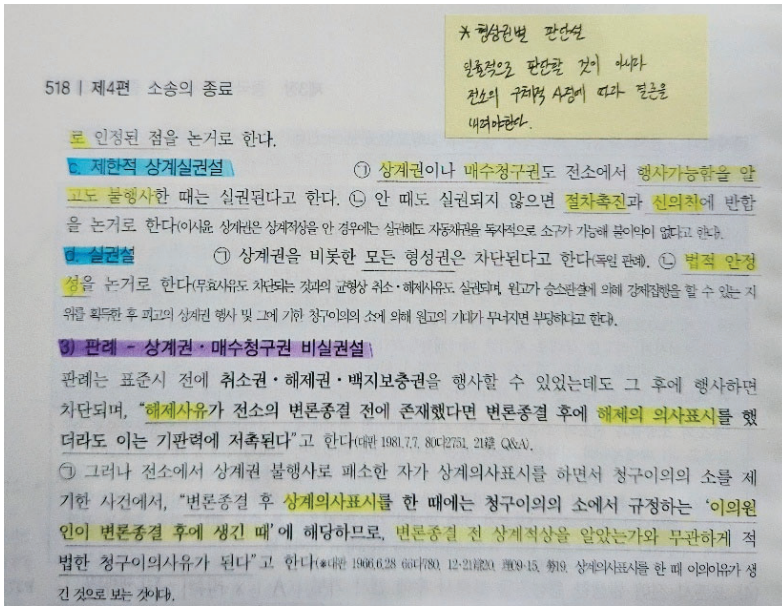 * 형성권별 판단설
일률적으로 판단할 것이 아니라
전소의 구체적 사정에 따라 결론을
내려야한다.
518 | 제4편 소송의 종료
로 인정된 점을 논거로 한다.
c. 제한적 상계실권설 ㉠ 상계권이나 매수청구권도 전소에서 행사가능함을 알
고도 불행사한 때는 실권된다고 한다. ㉡ 안 때도 실권되지 않으면 절차촉진과 신의칙에 반함
을 논거로 한다(이시윤 상계권은 상계적상을 안 경우에는 실권해도 자동채권을 독자적으로 소구가 가능해 불이익이 없다고 한다).
d. 실권설 ㉠ 상계권을 비롯한 모든 형성권은 차단된다고 한다(독일 판례). ㉡ 법적 안정
성을 논거로 한다(무효사유도 차단되는 것과의 균형상 취소·해제사유도 실권되며, 원고가 승소판결에 의해 강제집행을 할 수 있는 지
위를 획득한 후 피고의 상계권 행사 및 그에 기한 청구이의의 소에 의해 원고의 기대가 무너지면 부당하다고 한다).
3) 판례 - 상계권·매수청구권 비실권설
판례는 표준시 전에 취소권·해제권·백지보충권을 행사할 수 있었는데도 그 후에 행사하면
차단되며, "해제사유가 전소의 변론종결 전에 존재했다면 변론종결 후에 해제의 의사표시를 했
더라도 이는 기판력에 저촉된다"고 한다(대판 1981.7.7, 80다2751, 21법 Q&A).
㉠ 그러나 전소에서 상계권 불행사로 패소한 자가 상계의사표시를 하면서 청구이의의 소를 제
기한 사건에서, "변론종결 후 상계의사표시를 한 때에는 청구이의의 소에서 규정하는 '이의원
인이 변론종결 후에 생긴 때'에 해당하므로, 변론종결 전 상계적상을 알았는가와 무관하게 적
법한 청구이의사유가 된다"고 한다(*대판 1966.6.28 66다780, 상계의사표시를 한 때 이의이유가 생
긴 것으로 보는 것이다).